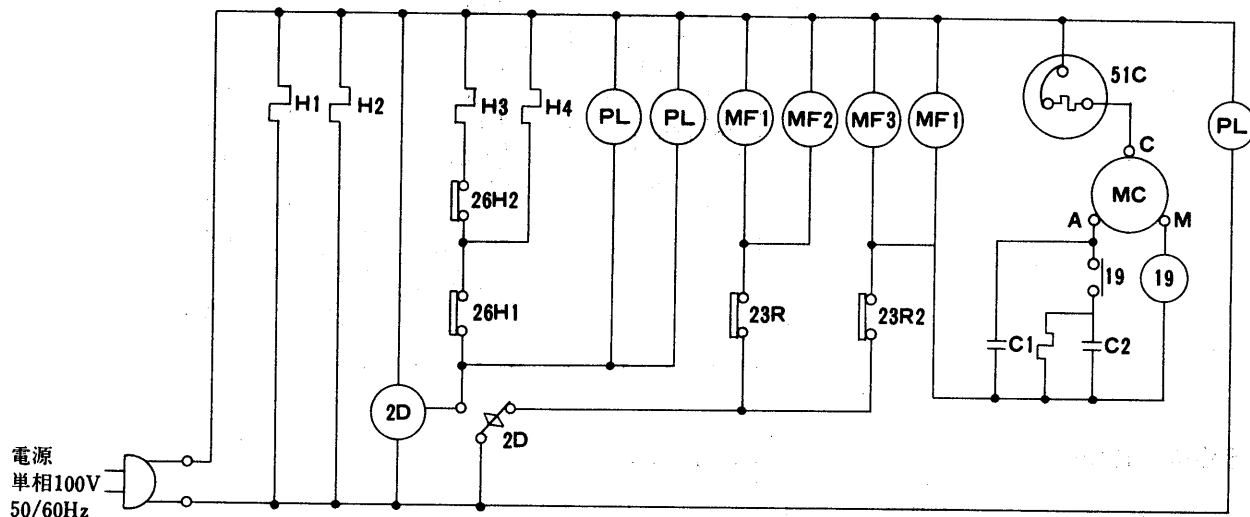 H1
H2
H3
H4
PL
PL
MF1
MF2
MF3
MF1
51C
PL
C
MC
A
M
26H2
26H1
23R
23R2
19
19
C1
C2
2D
2D
電源
単相100V
50/60Hz